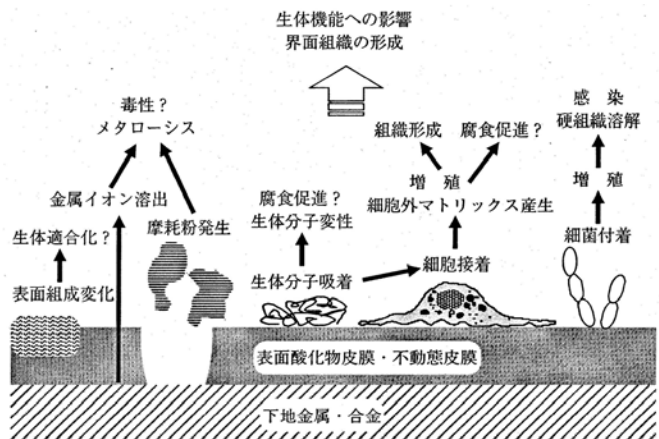 生体機能への影響
界面組織の形成
毒性？
メタローシス
金属イオン溶出
摩耗粉発生
生体適合化？
表面組成変化
腐食促進？
生体分子変性
生体分子吸着
組織形成
腐食促進？
増 殖
細胞外マトリックス産生
細胞接着
感 染
硬組織溶解
増 殖
細菌付着
表面酸化物皮膜・不動態皮膜
下地金属・合金